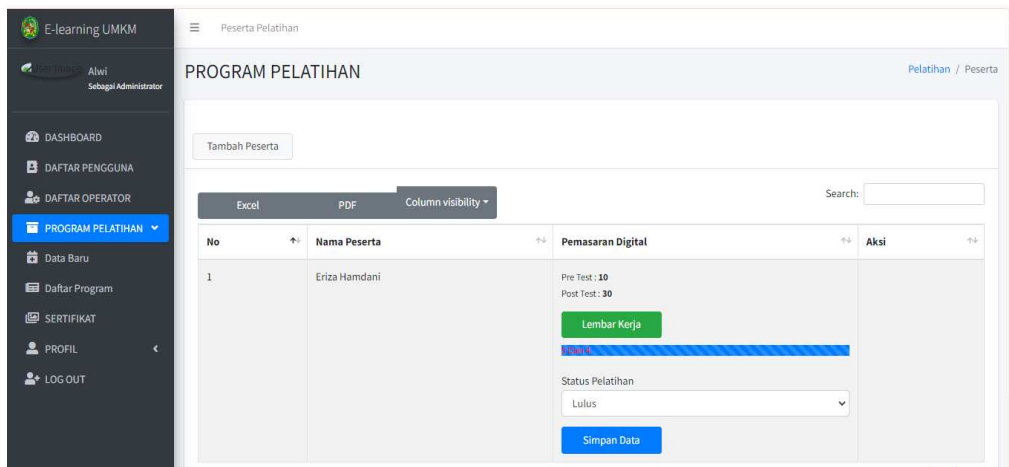 E-learning UMKM
Peserta Pelatihan
Alwi
Sebagai Administrator
PROGRAM PELATIHAN
Pelatihan / Peserta
DASHBOARD
DAFTAR PENGGUNA
DAFTAR OPERATOR
PROGRAM PELATIHAN
Data Baru
Daftar Program
SERTIFIKAT
PROFIL
LOG OUT
Tambah Peserta
Excel PDF Column visibility
Search:
No Nama Peserta Pemasaran Digital Aksi
1 Eriza Hamdani
Pre Test : 10
Post Test : 30
Lembar Kerja
Status Pelatihan
Lulus
Simpan Data